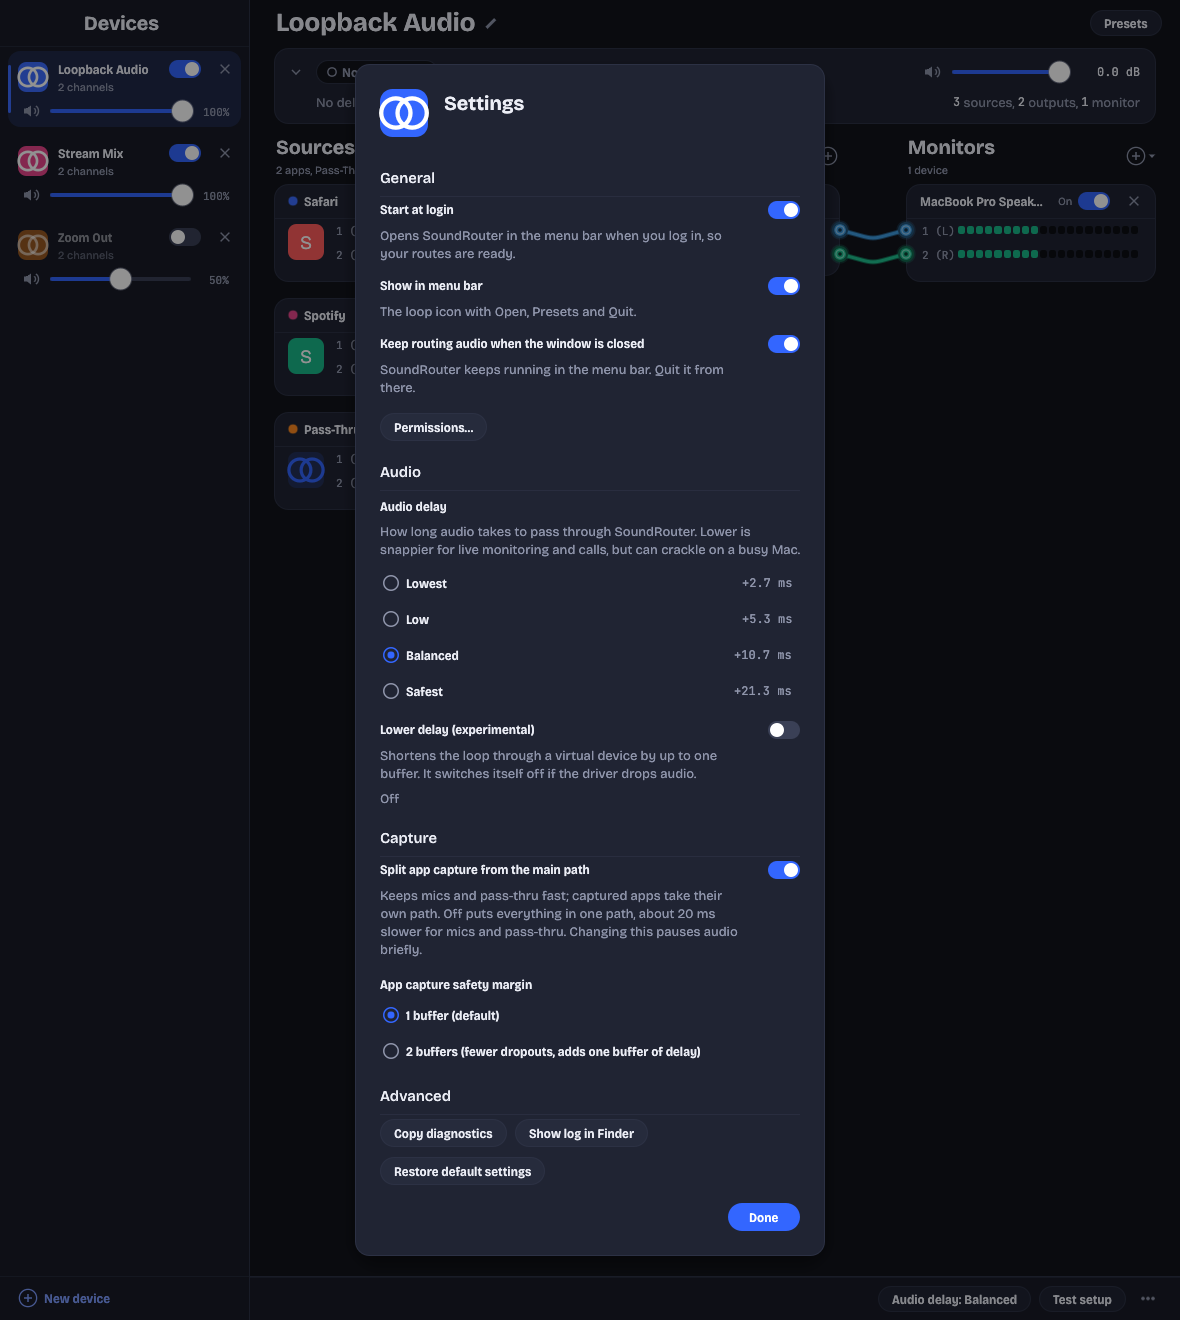 Devices
Loopback Audio
2 channels
100%
Stream Mix
2 channels
100%
Zoom Out
2 channels
50%
New device
Loopback Audio
Presets
0.0 dB
3 sources, 2 outputs, 1 monitor
Sources
Safari
S
1
2
Spotify
S
1
2
1
2
Monitors
1 device
MacBook Pro Speak...
On
1 (L)
2 (R)
Settings
General
Start at login
Opens SoundRouter in the menu bar when you log in, so
your routes are ready.
Show in menu bar
The loop icon with Open, Presets and Quit.
Keep routing audio when the window is closed
SoundRouter keeps running in the menu bar. Quit it from
there.
Permissions...
Audio
Audio delay
How long audio takes to pass through SoundRouter. Lower is
snappier for live monitoring and calls, but can crackle on a busy Mac.
Lowest +2.7 ms
Low +5.3 ms
Balanced +10.7 ms
Safest +21.3 ms
Lower delay (experimental)
Shortens the loop through a virtual device by up to one
buffer. It switches itself off if the driver drops audio.
Off
Capture
Split app capture from the main path
Keeps mics and pass-thru fast; captured apps take their
own path. Off puts everything in one path, about 20 ms
slower for mics and pass-thru. Changing this pauses audio
briefly.
App capture safety margin
1 buffer (default)
2 buffers (fewer dropouts, adds one buffer of delay)
Advanced
Copy diagnostics
Show log in Finder
Restore default settings
Done
Audio delay: Balanced
Test setup